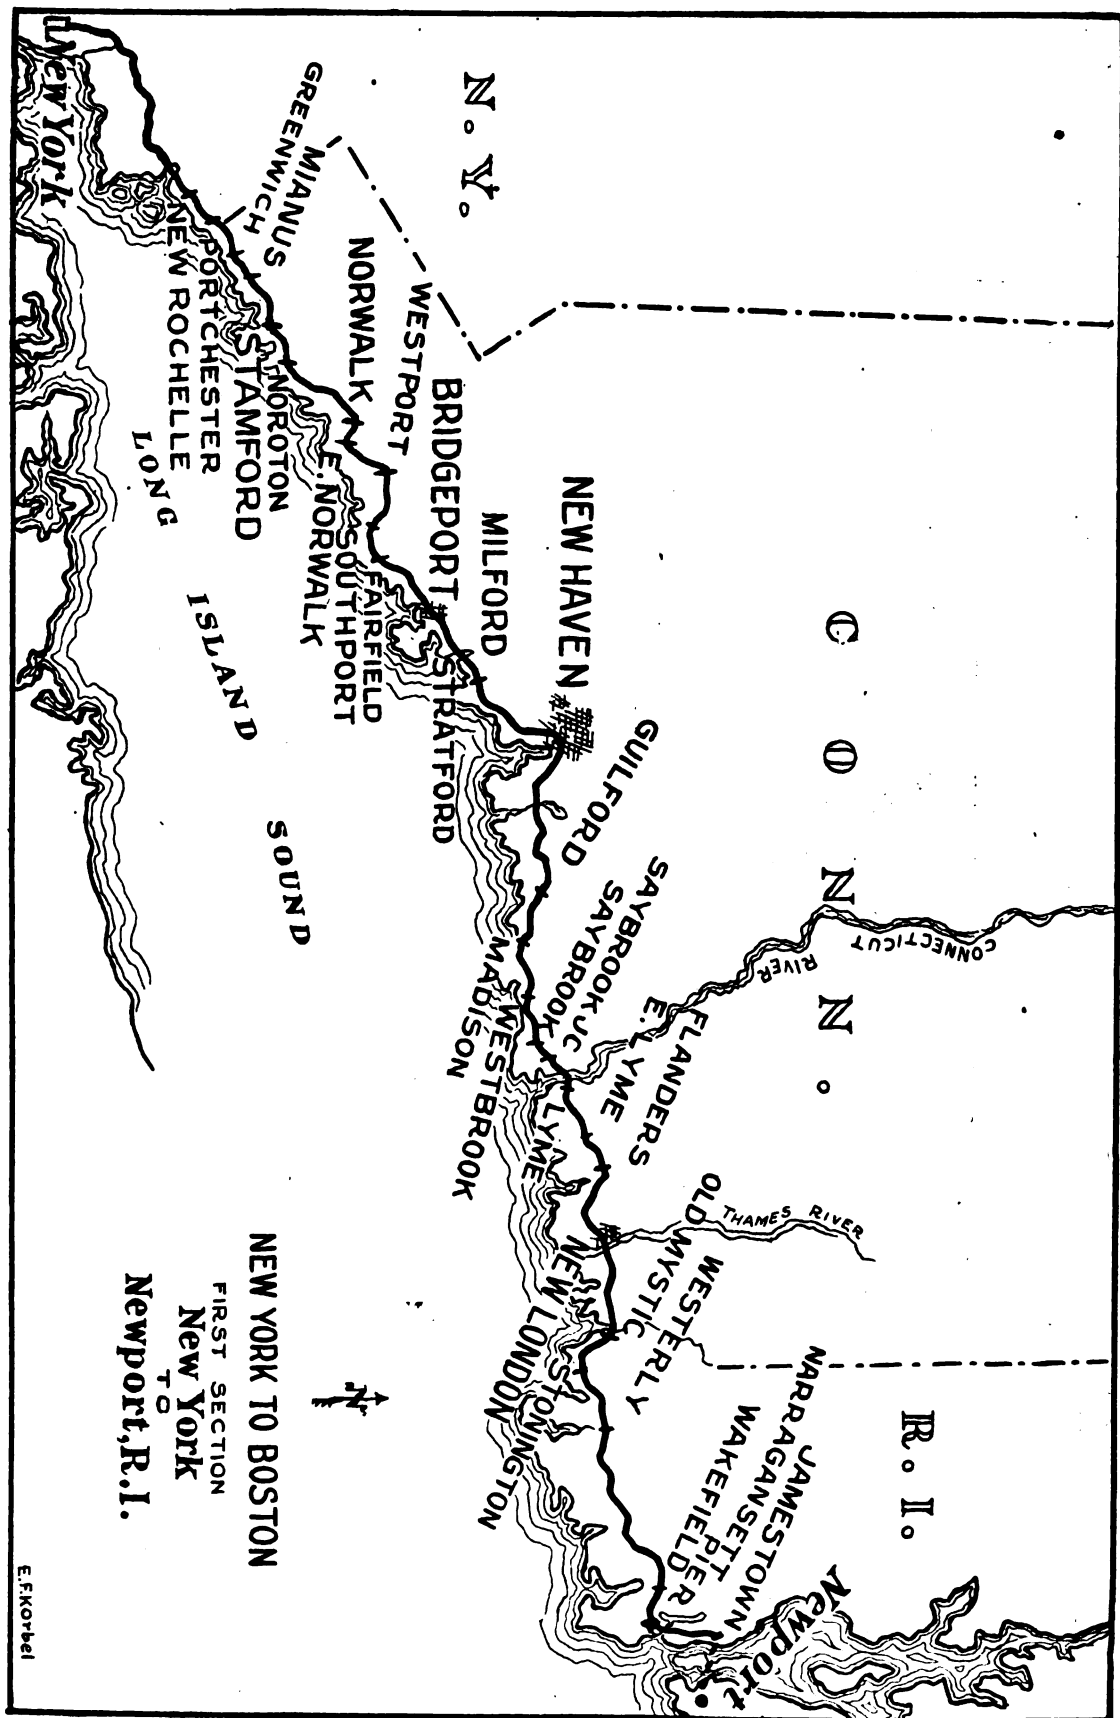 N. Y.
CONN.
R. I.
New York
GREENWICH
MIANUS
NEW ROCHELLE
PORTCHESTER
STAMFORD
NOROTON
NORWALK
E. NORWALK
WESTPORT
SOUTHPORT
FAIRFIELD
BRIDGEPORT
STRATFORD
MILFORD
NEW HAVEN
GUILFORD
MADISON
WESTBROOK
SAYBROOK
SAYBROOK JC
CONNECTICUT
RIVER
LYME
E. LYME
FLANDERS
NEW LONDON
THAMES RIVER
OLD MYSTIC
STONINGTON
WESTERLY
WAKEFIELD
NARRAGANSETT
PIER
JAMESTOWN
Newport
LONG
ISLAND
SOUND
N.
NEW YORK TO BOSTON
FIRST SECTION
New York
TO
Newport, R.I.
E.F.Korbel